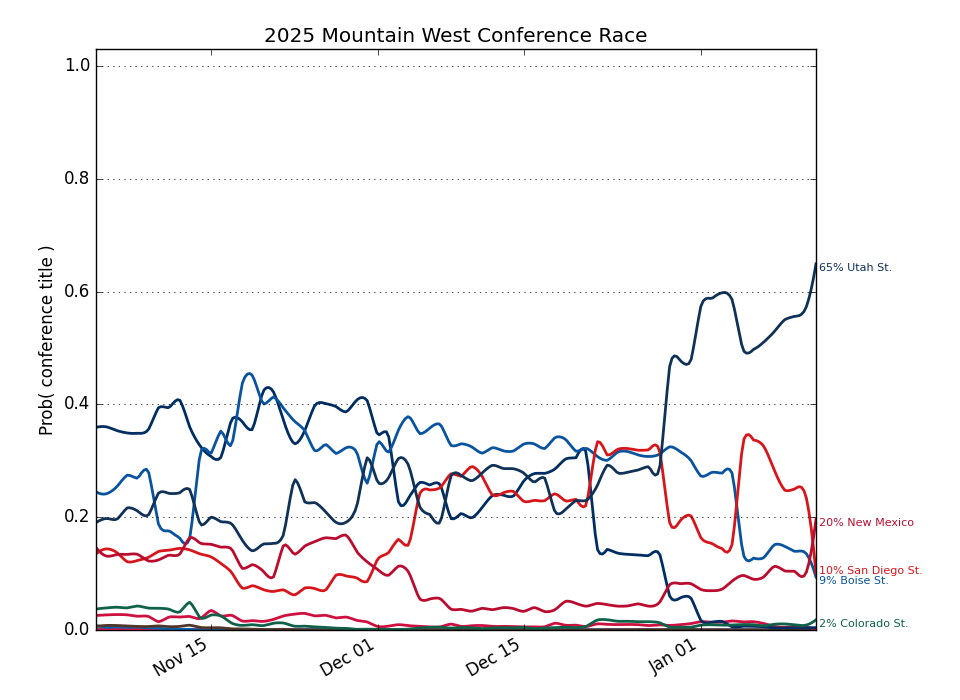 2025 Mountain West Conference Race
Prob( conference title )
1.0
0.8
0.6
0.4
0.2
0.0
Nov 15
Dec 01
Dec 15
Jan 01
65% Utah St.
20% New Mexico
10% San Diego St.
9% Boise St.
2% Colorado St.